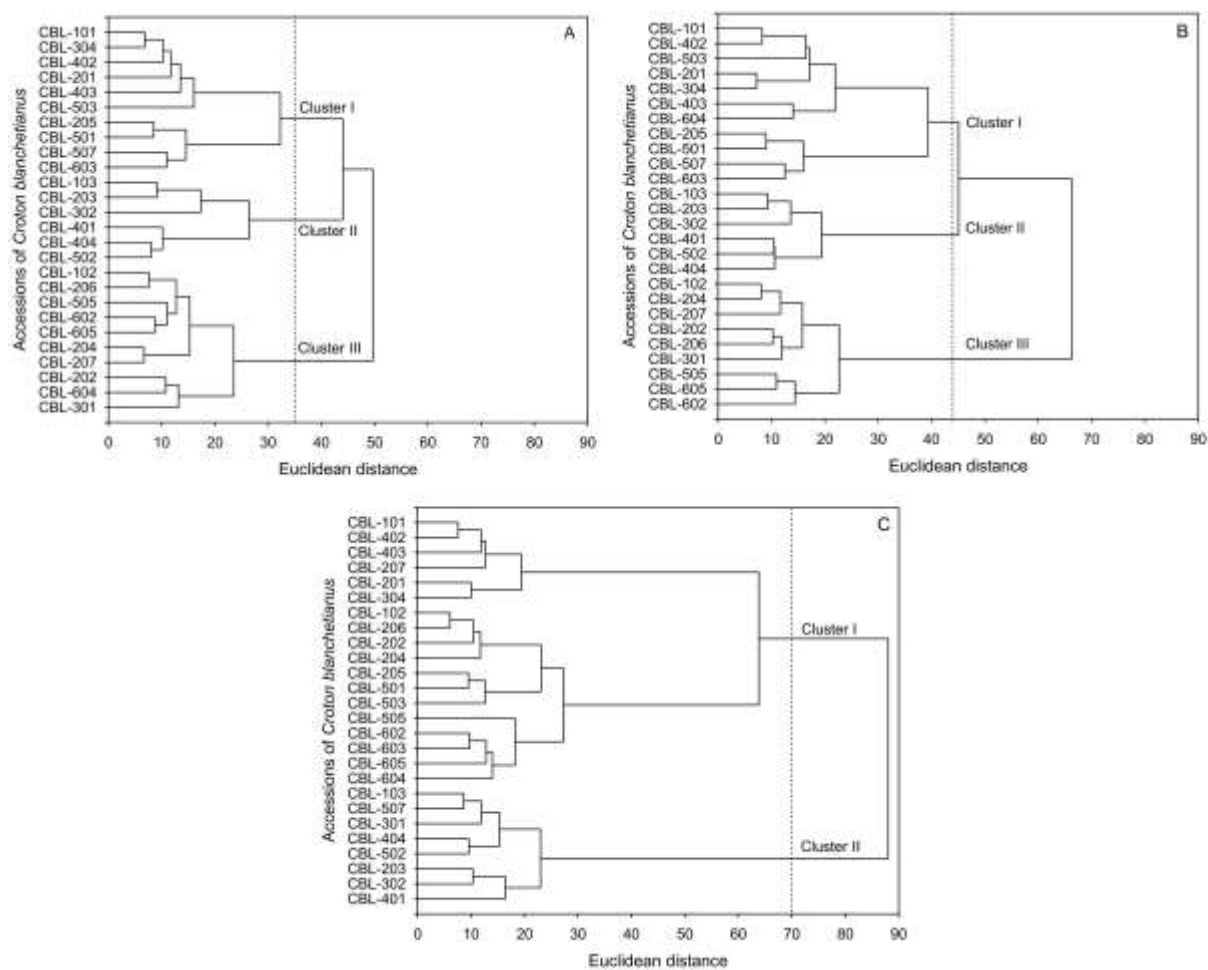 A
CBL-101
CBL-304
CBL-402
CBL-201
CBL-403
CBL-503
CBL-205
CBL-501
CBL-507
CBL-603
CBL-103
CBL-203
CBL-302
CBL-401
CBL-404
CBL-502
CBL-102
CBL-206
CBL-505
CBL-602
CBL-605
CBL-204
CBL-207
CBL-202
CBL-604
CBL-301
Accessions of Croton blanchetianus
Cluster I
Cluster II
Cluster III
0 10 20 30 40 50 60 70 80 90
Euclidean distance
B
CBL-101
CBL-402
CBL-503
CBL-201
CBL-304
CBL-403
CBL-604
CBL-205
CBL-501
CBL-507
CBL-603
CBL-103
CBL-203
CBL-302
CBL-401
CBL-502
CBL-404
CBL-102
CBL-204
CBL-207
CBL-202
CBL-206
CBL-301
CBL-505
CBL-605
CBL-602
Accessions of Croton blanchetianus
Cluster I
Cluster II
Cluster III
0 10 20 30 40 50 60 70 80 90
Euclidean distance
C
CBL-101
CBL-402
CBL-403
CBL-207
CBL-201
CBL-304
CBL-102
CBL-206
CBL-202
CBL-204
CBL-205
CBL-501
CBL-503
CBL-505
CBL-602
CBL-603
CBL-605
CBL-604
CBL-103
CBL-507
CBL-301
CBL-404
CBL-502
CBL-203
CBL-302
CBL-401
Accessions of Croton blanchetianus
Cluster I
Cluster II
0 10 20 30 40 50 60 70 80 90
Euclidean distance